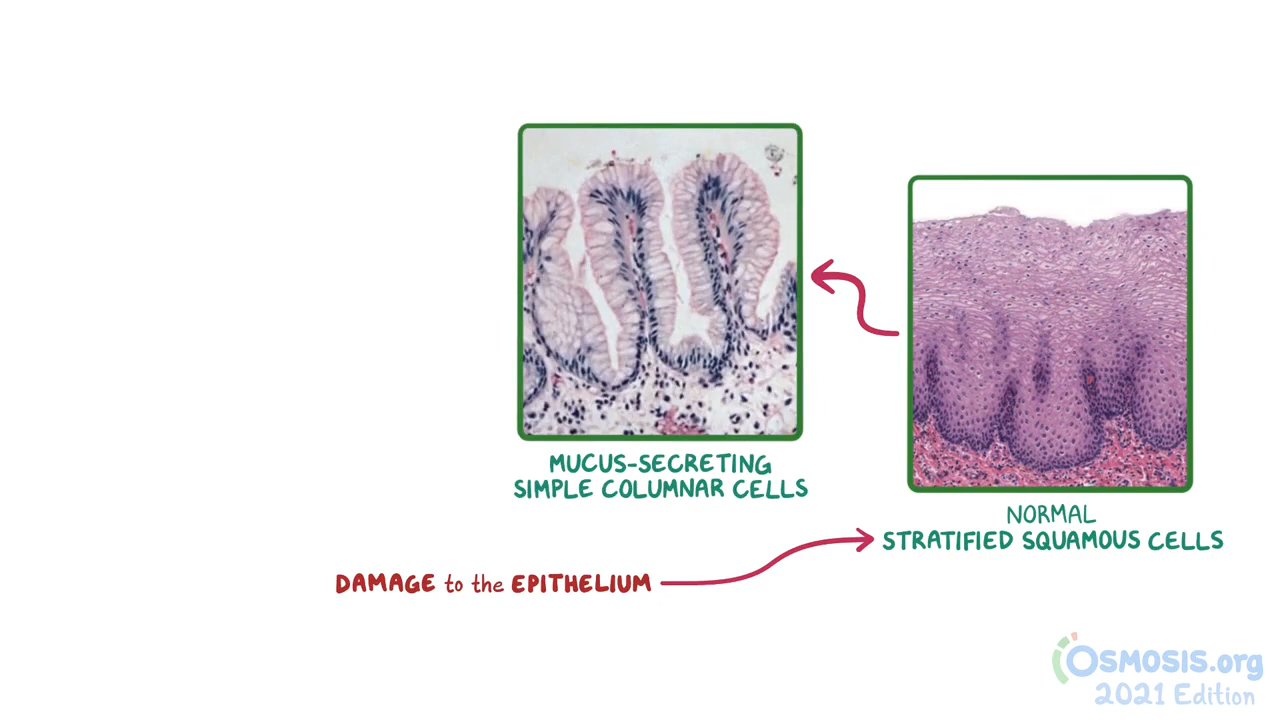 MUCUS-SECRETING
SIMPLE COLUMNAR CELLS
NORMAL
STRATIFIED SQUAMOUS CELLS
DAMAGE to the EPITHELIUM
OSMOSIS.org
2021 Edition